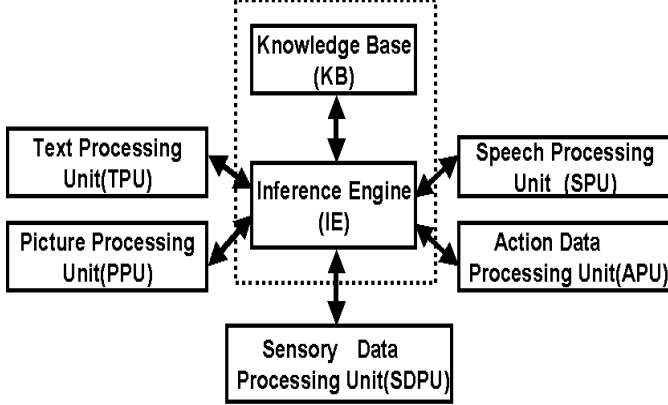 Knowledge Base
(KB)
Text Processing
Unit(TPU)
Speech Processing
Unit (SPU)
Inference Engine
(IE)
Picture Processing
Unit(PPU)
Action Data
Processing Unit(APU)
Sensory Data
Processing Unit(SDPU)